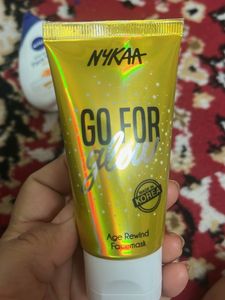 NYKAA
GO FOR
glow
MADE IN
KOREA
Age Rewind
Facemask